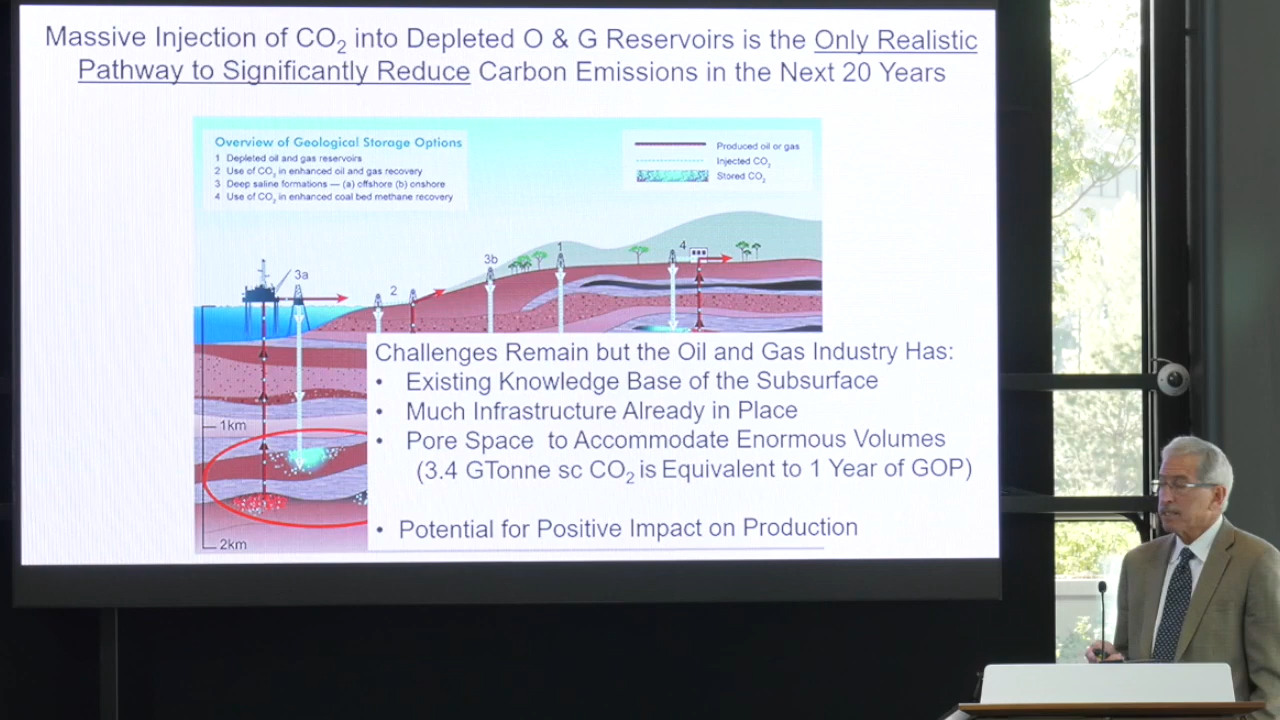 Massive Injection of CO₂ into Depleted O & G Reservoirs is the Only Realistic
Pathway to Significantly Reduce Carbon Emissions in the Next 20 Years
Overview of Geological Storage Options
1 Depleted oil and gas reservoirs
2 Use of CO₂ in enhanced oil and gas recovery
3 Deep saline formations — (a) offshore (b) onshore
4 Use of CO₂ in enhanced coal bed methane recovery
Produced oil or gas
Injected CO₂
Stored CO₂
3a
2
3b
1
4
1km
2km
Challenges Remain but the Oil and Gas Industry Has:
• Existing Knowledge Base of the Subsurface
• Much Infrastructure Already in Place
• Pore Space to Accommodate Enormous Volumes
(3.4 GTonne sc CO₂ is Equivalent to 1 Year of GOP)
• Potential for Positive Impact on Production